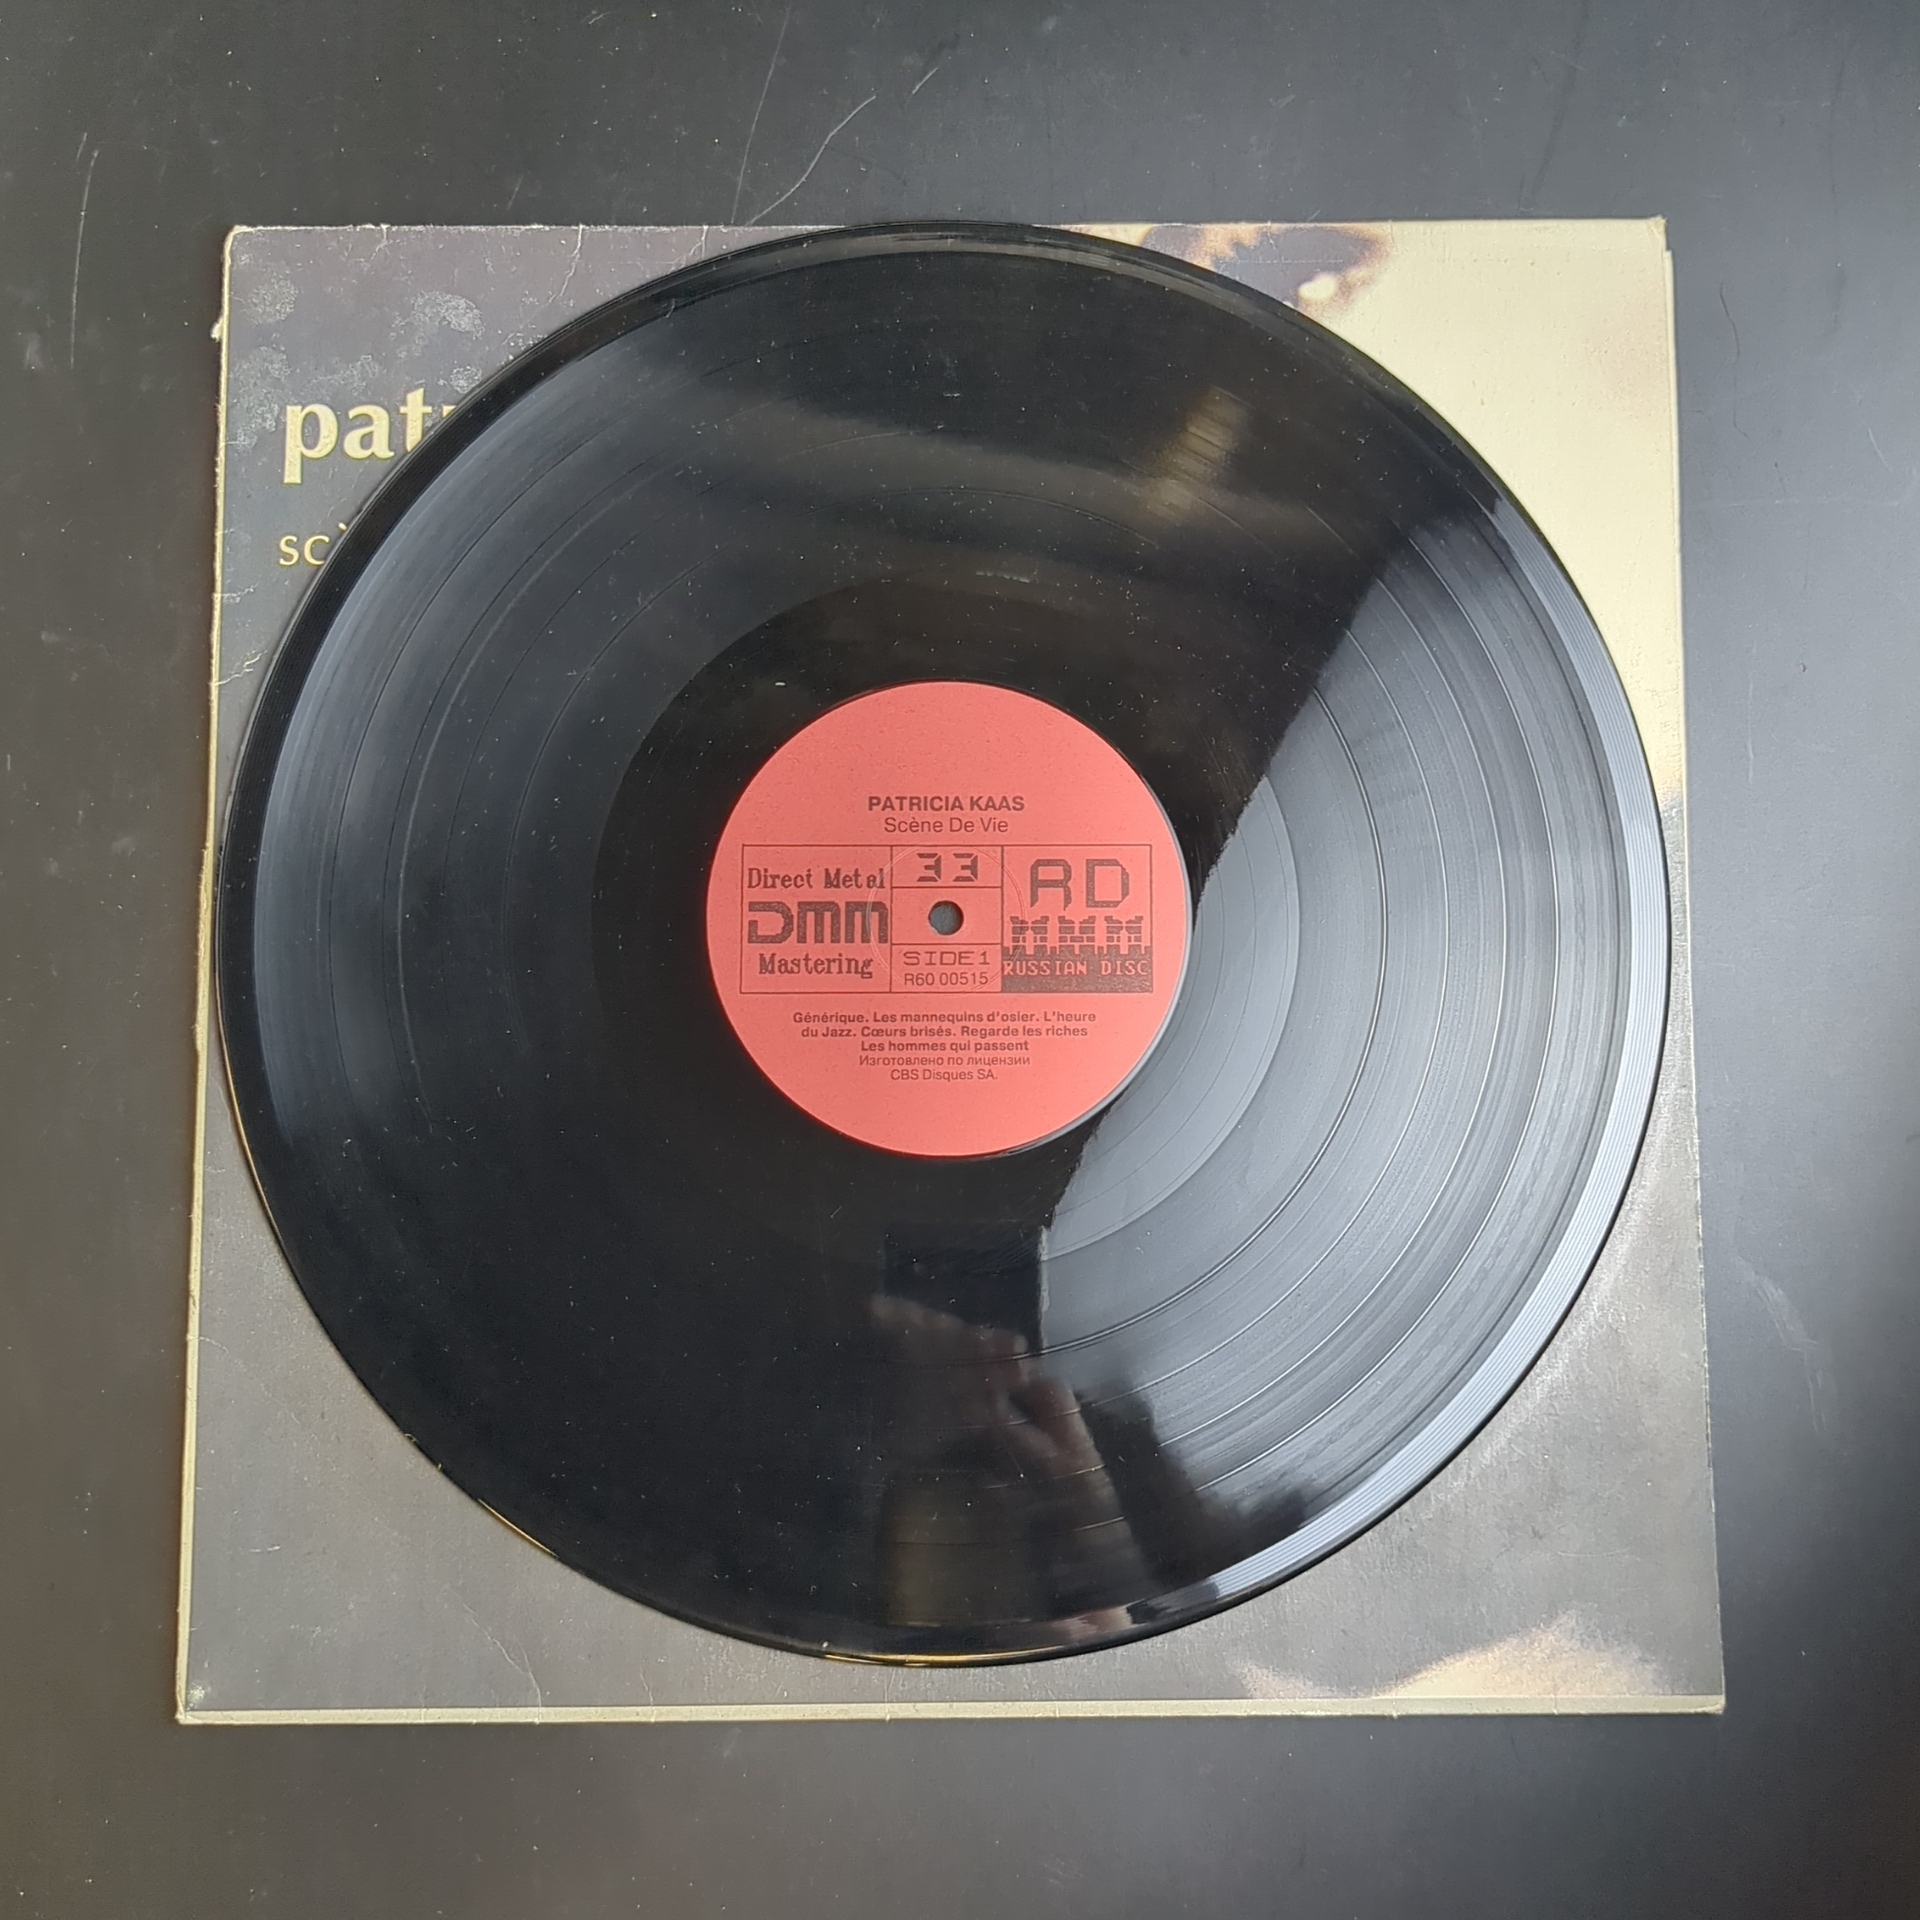 pat
sc
PATRICIA KAAS
Scène De Vie
Direct Metal
DMM
Mastering
33
SIDE 1
R60 00515
RD
RUSSIAN DISC
Générique. Les mannequins d'osier. L'heure
du Jazz. Cœurs brisés. Regarde les riches
Les hommes qui passent
Изготовлено по лицензии
CBS Disques SA.